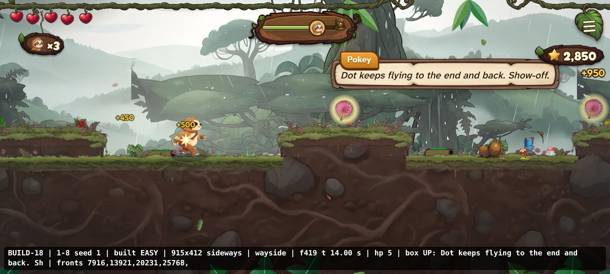 ×3
2,850
Pokey
Dot keeps flying to the end and back. Show-off.
+950
+450
+500
BUILD-18 | 1-8 seed 1 | built EASY | 915x412 sideways | wayside | f419 t 14.00 s | hp 5 | box UP: Dot keeps flying to the end and
back. Sh | fronts 7916,13921,20231,25768,